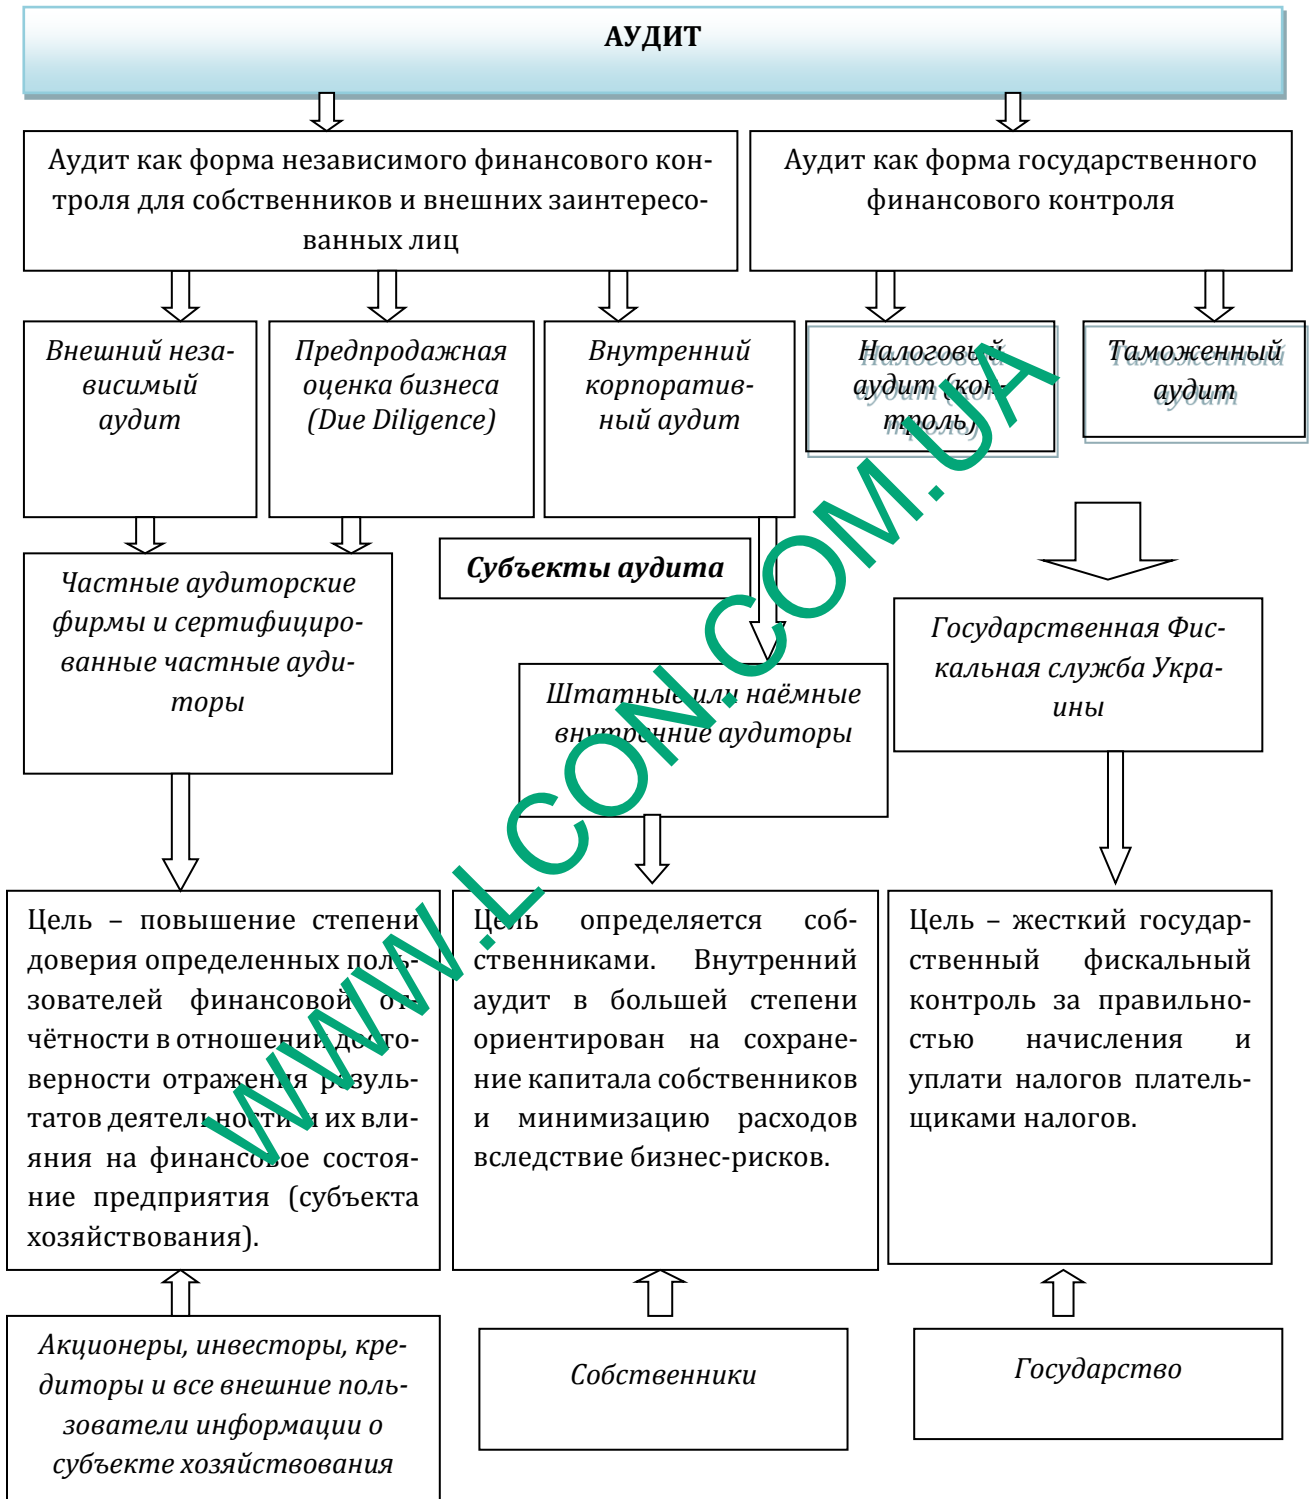 АУДИТ
Аудит как форма независимого финансового кон-
троля для собственников и внешних заинтересо-
ванных лиц
Аудит как форма государственного
финансового контроля
Внешний неза-
висимый
аудит
Предпродажная
оценка бизнеса
(Due Diligence)
Внутренний
корпоратив-
ный аудит
Налоговый
аудит (кон-
троль)
Таможенный
аудит
Субъекты аудита
Частные аудиторские
фирмы и сертифициро-
ванные частные ауди-
торы
Штатные или наёмные
внутренние аудиторы
Государственная Фис-
кальная служба Укра-
ины
Цель – повышение степени
доверия определенных поль-
зователей финансовой от-
чётности в отношении досто-
верности отражения резуль-
татов деятельности и их вли-
яния на финансовое состоя-
ние предприятия (субъекта
хозяйствования).
Цель определяется соб-
ственниками. Внутренний
аудит в большей степени
ориентирован на сохране-
ние капитала собственников
и минимизацию расходов
вследствие бизнес-рисков.
Цель – жесткий государ-
ственный фискальный
контроль за правильно-
стью начисления и
уплати налогов платель-
щиками налогов.
Акционеры, инвесторы, кре-
диторы и все внешние поль-
зователи информации о
субъекте хозяйствования
Собственники
Государство
WWW.LCON.COM.UA